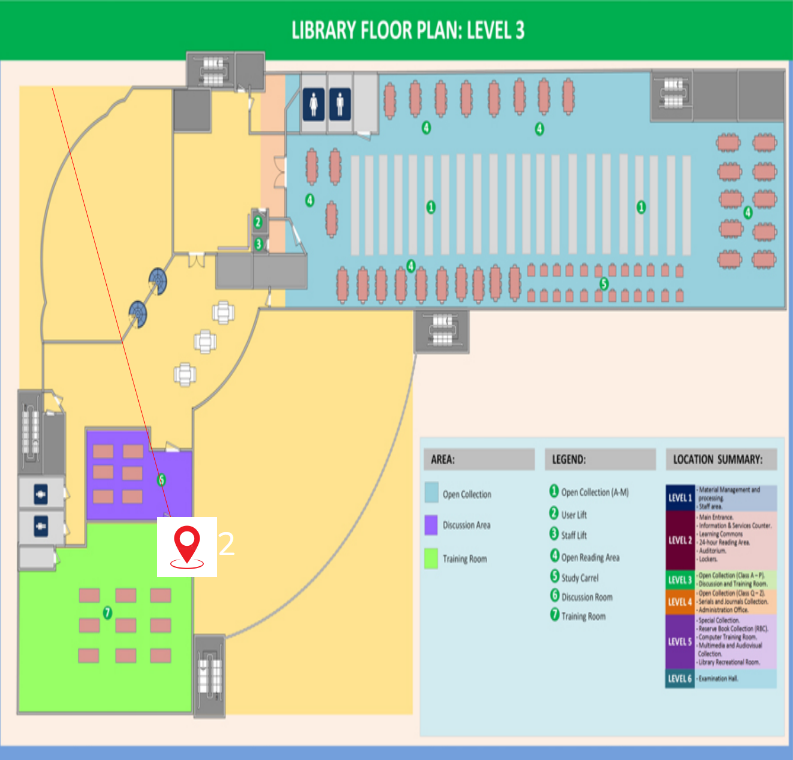 LIBRARY FLOOR PLAN: LEVEL 3
4
4
4
1
1
4
2
3
4
5
6
2
7
AREA:
Open Collection
Discussion Area
Training Room
LEGEND:
1 Open Collection (A-M)
2 User Lift
3 Staff Lift
4 Open Reading Area
5 Study Carrel
6 Discussion Room
7 Training Room
LOCATION SUMMARY:
LEVEL 1
- Material Management and
processing.
- Staff area.
LEVEL 2
- Main Entrance.
- Information & Services Counter.
- Learning Commons
- 24-hour Reading Area.
- Auditorium.
- Lockers.
LEVEL 3
- Open Collection (Class A – P).
- Discussion and Training Room.
LEVEL 4
- Open Collection (Class Q – Z).
- Serials and Journals Collection.
- Administration Office.
LEVEL 5
- Special Collection.
- Reserve Book Collection (RBC).
- Computer Training Room.
- Multimedia and Audiovisual
Collection.
- Library Recreational Room.
LEVEL 6
- Examination Hall.